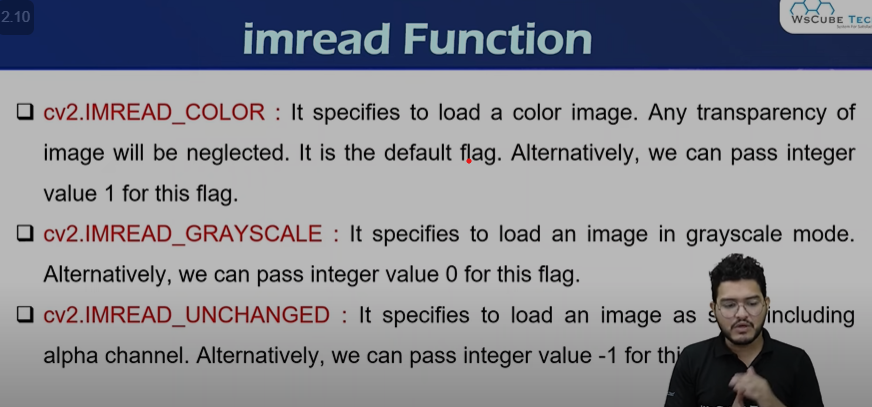 2.10
WsCUBE TEC
imread Function
❑ cv2.IMREAD_COLOR : It specifies to load a color image. Any transparency of
image will be neglected. It is the default flag. Alternatively, we can pass integer
value 1 for this flag.
❑ cv2.IMREAD_GRAYSCALE : It specifies to load an image in grayscale mode.
Alternatively, we can pass integer value 0 for this flag.
❑ cv2.IMREAD_UNCHANGED : It specifies to load an image as including
alpha channel. Alternatively, we can pass integer value -1 for